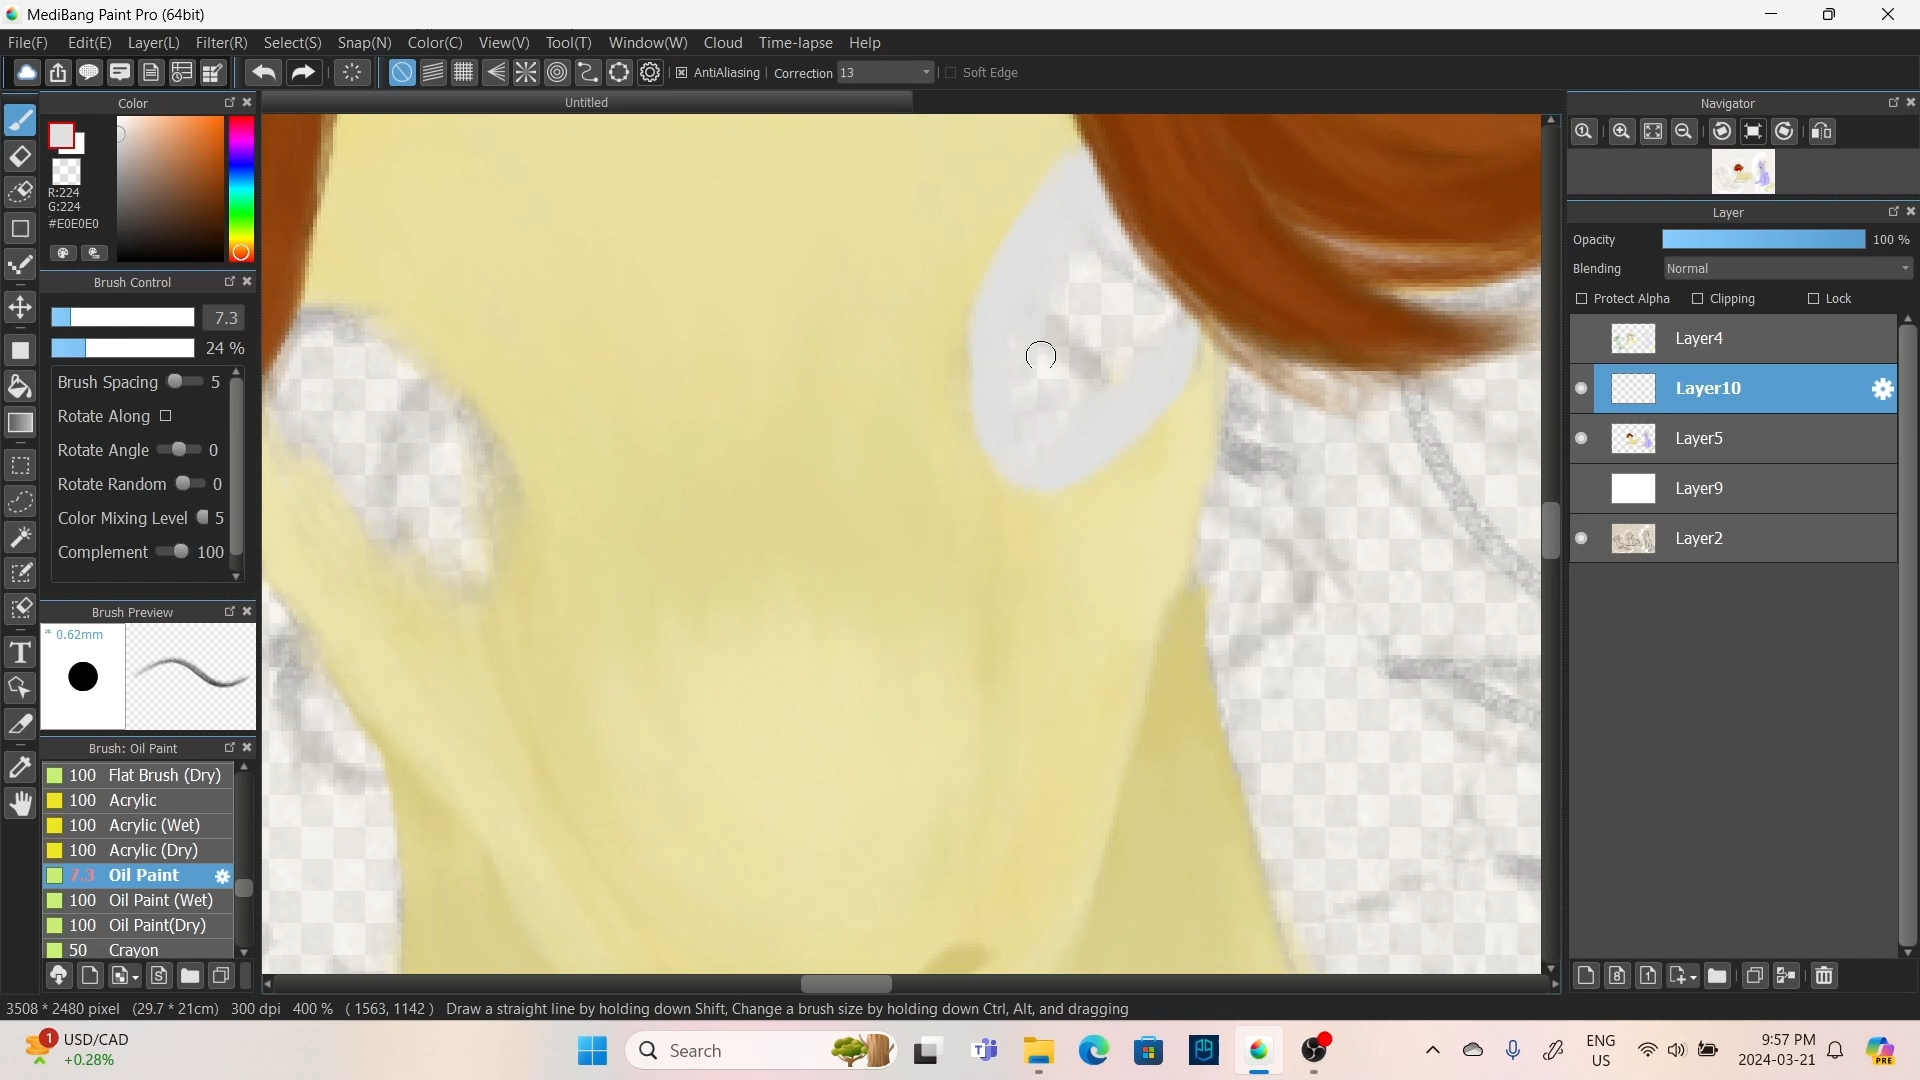 MediBang Paint Pro (64bit)
File(F) Edit(E) Layer(L) Filter(R) Select(S) Snap(N) Color(C) View(V) Tool(T) Window(W) Cloud Time-lapse Help
AntiAliasing Correction 13 Soft Edge
Color
R:224
G:224
#E0E0E0
Brush Control
7.3
24 %
Brush Spacing 5
Rotate Along
Rotate Angle 0
Rotate Random 0
Color Mixing Level 5
Complement 100
Brush Preview
* 0.62mm
Brush: Oil Paint
100 Flat Brush (Dry)
100 Acrylic
100 Acrylic (Wet)
100 Acrylic (Dry)
7.3 Oil Paint
100 Oil Paint (Wet)
100 Oil Paint(Dry)
50 Crayon
Untitled
Navigator
Layer
Opacity 100 %
Blending Normal
Protect Alpha Clipping Lock
Layer4
Layer10
Layer5
Layer9
Layer2
3508 * 2480 pixel (29.7 * 21cm) 300 dpi 400 % ( 1563, 1142 ) Draw a straight line by holding down Shift, Change a brush size by holding down Ctrl, Alt, and dragging
1
USD/CAD
+0.28%
Search
ENG
US
9:57 PM
2024-03-21
PRE